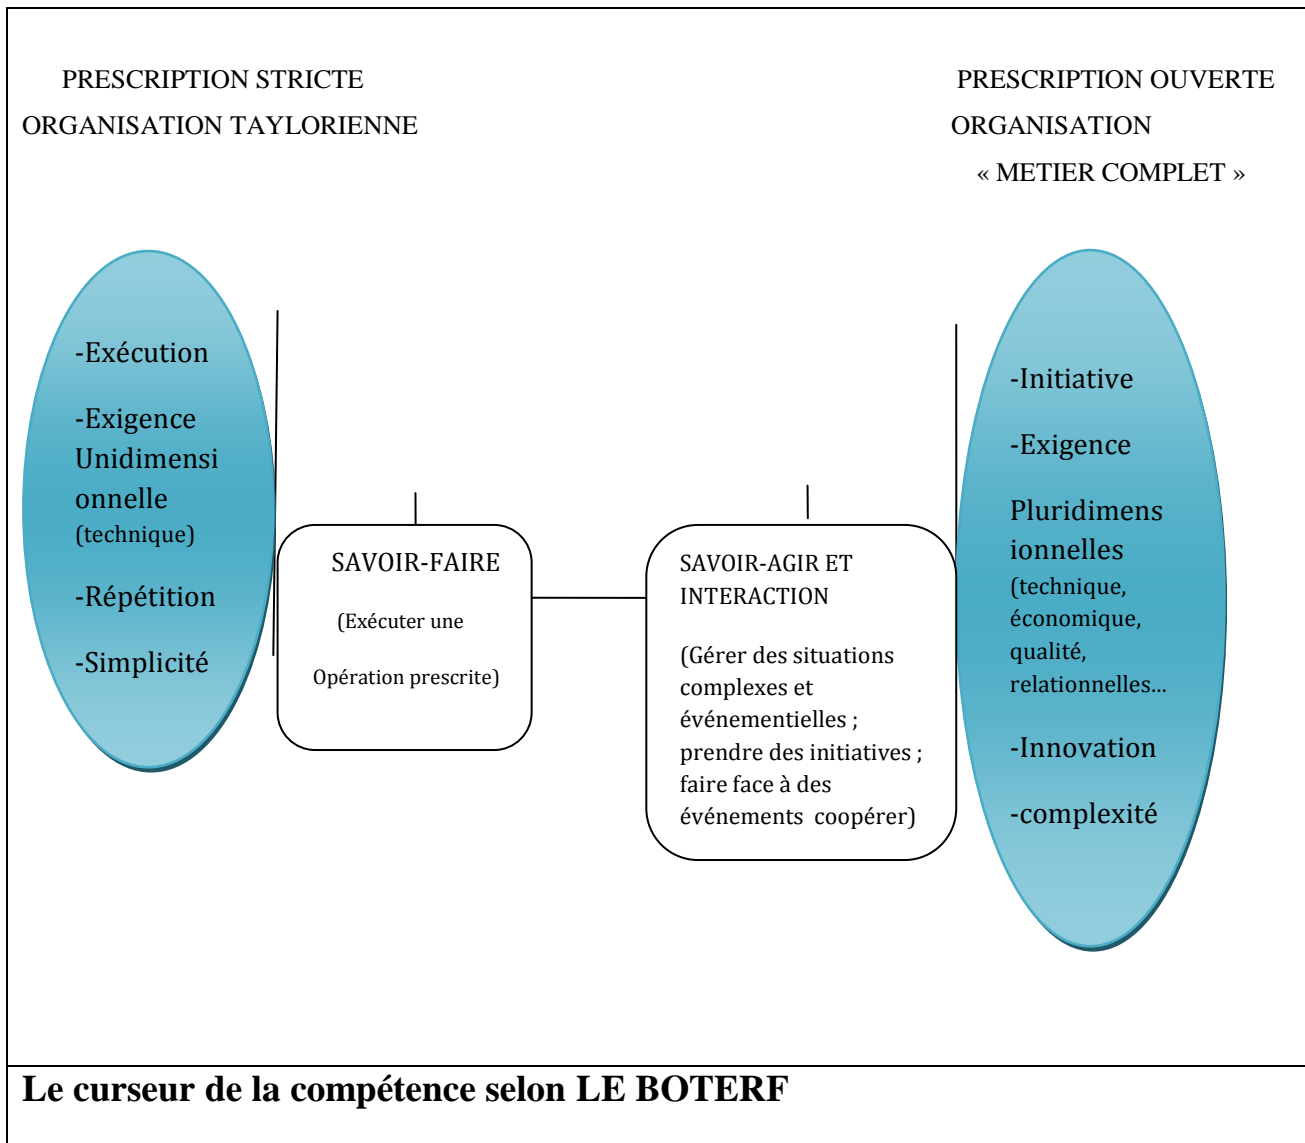 PRESCRIPTION STRICTE
ORGANISATION TAYLORIENNE
PRESCRIPTION OUVERTE
ORGANISATION
« METIER COMPLET »
-Exécution
-Exigence
Unidimensi
onnelle
(technique)
-Répétition
-Simplicité
SAVOIR-FAIRE
(Exécuter une
Opération prescrite)
SAVOIR-AGIR ET
INTERACTION
(Gérer des situations
complexes et
événementielles ;
prendre des initiatives ;
faire face à des
événements coopérer)
-Initiative
-Exigence
Pluridimens
ionnelles
(technique,
économique,
qualité,
relationnelles...
-Innovation
-complexité
Le curseur de la compétence selon LE BOTERF